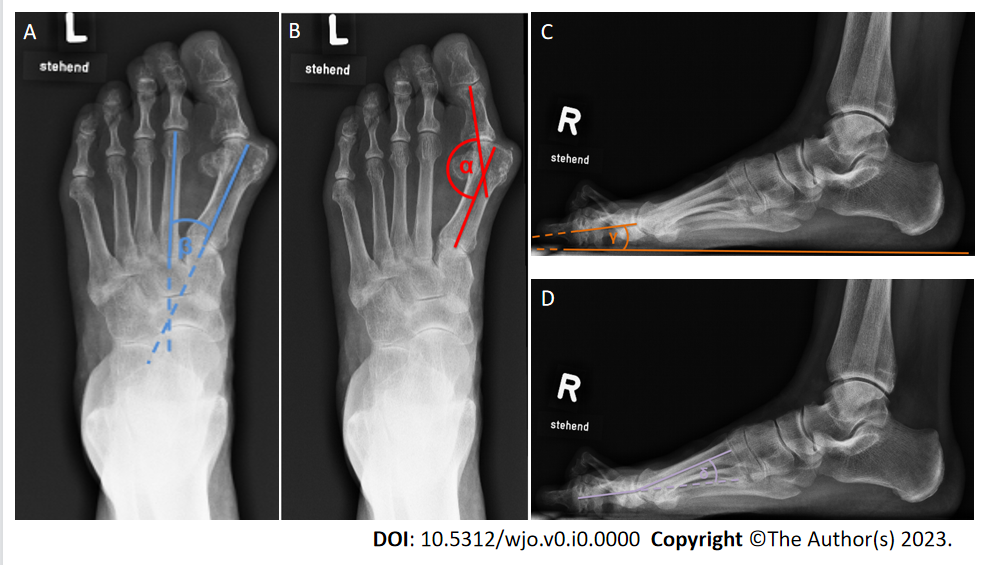 A
L
stehend
β
B
L
stehend
α
C
R
stehend
γ
D
R
stehend
DOI: 10.5312/wjo.v0.i0.0000 Copyright ©The Author(s) 2023.